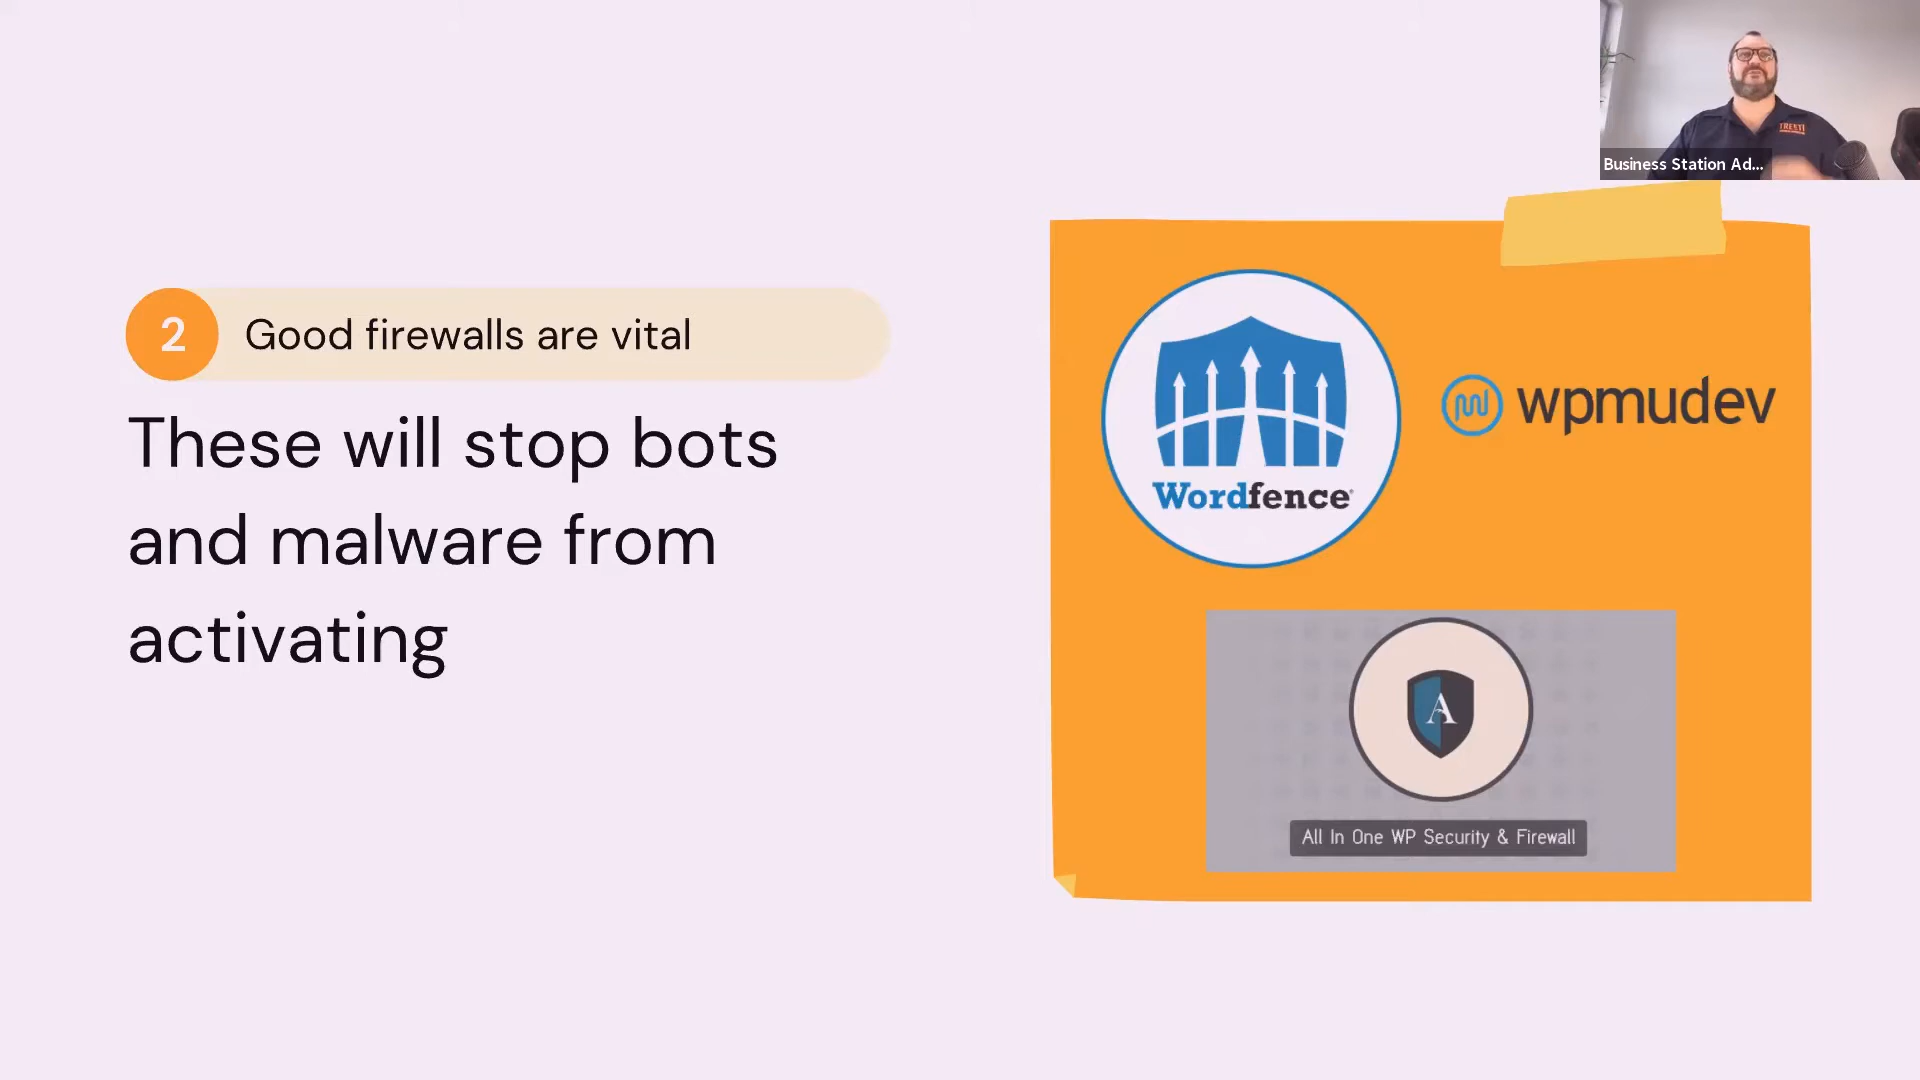 Business Station Ad...
2
Good firewalls are vital
These will stop bots
and malware from
activating
Wordfence
wpmudev
A
All In One WP Security & Firewall